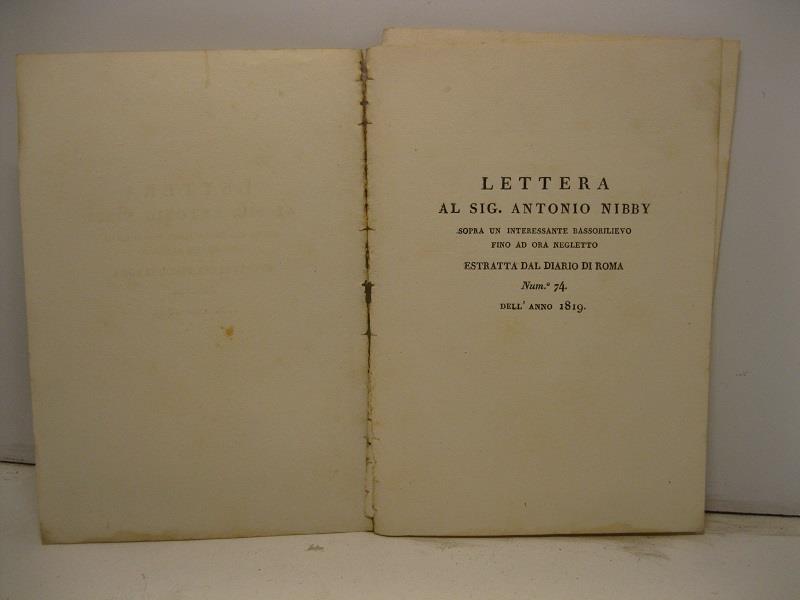 LETTERA
AL SIG. ANTONIO NIBBY
SOPRA UN INTERESSANTE BASSORILIEVO
FINO AD ORA NEGLETTO
ESTRATTA DAL DIARIO DI ROMA
Num.º 74.
DELL' ANNO 1819.